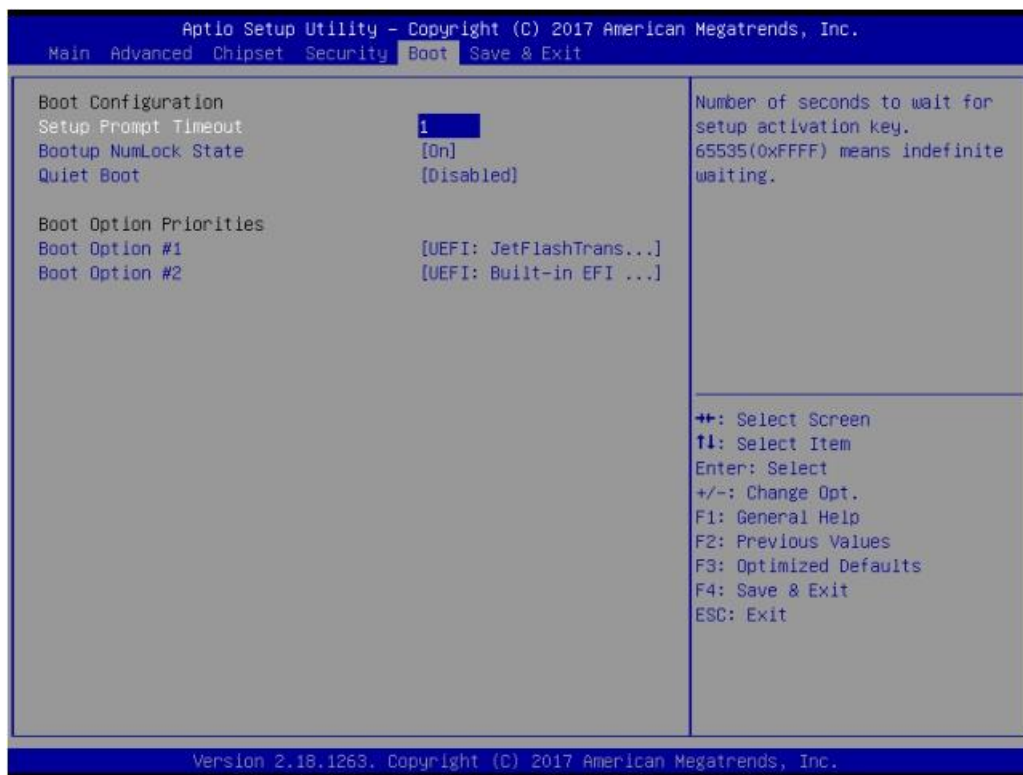 Aptio Setup Utility – Copyright (C) 2017 American Megatrends, Inc.
Main Advanced Chipset Security Boot Save & Exit
Boot Configuration
Setup Prompt Timeout 1
Bootup NumLock State [On]
Quiet Boot [Disabled]
Boot Option Priorities
Boot Option #1 [UEFI: JetFlashTrans...]
Boot Option #2 [UEFI: Built-in EFI ...]
Number of seconds to wait for
setup activation key.
65535(0xFFFF) means indefinite
waiting.
→←: Select Screen
↑↓: Select Item
Enter: Select
+/-: Change Opt.
F1: General Help
F2: Previous Values
F3: Optimized Defaults
F4: Save & Exit
ESC: Exit
Version 2.18.1263. Copyright (C) 2017 American Megatrends, Inc.